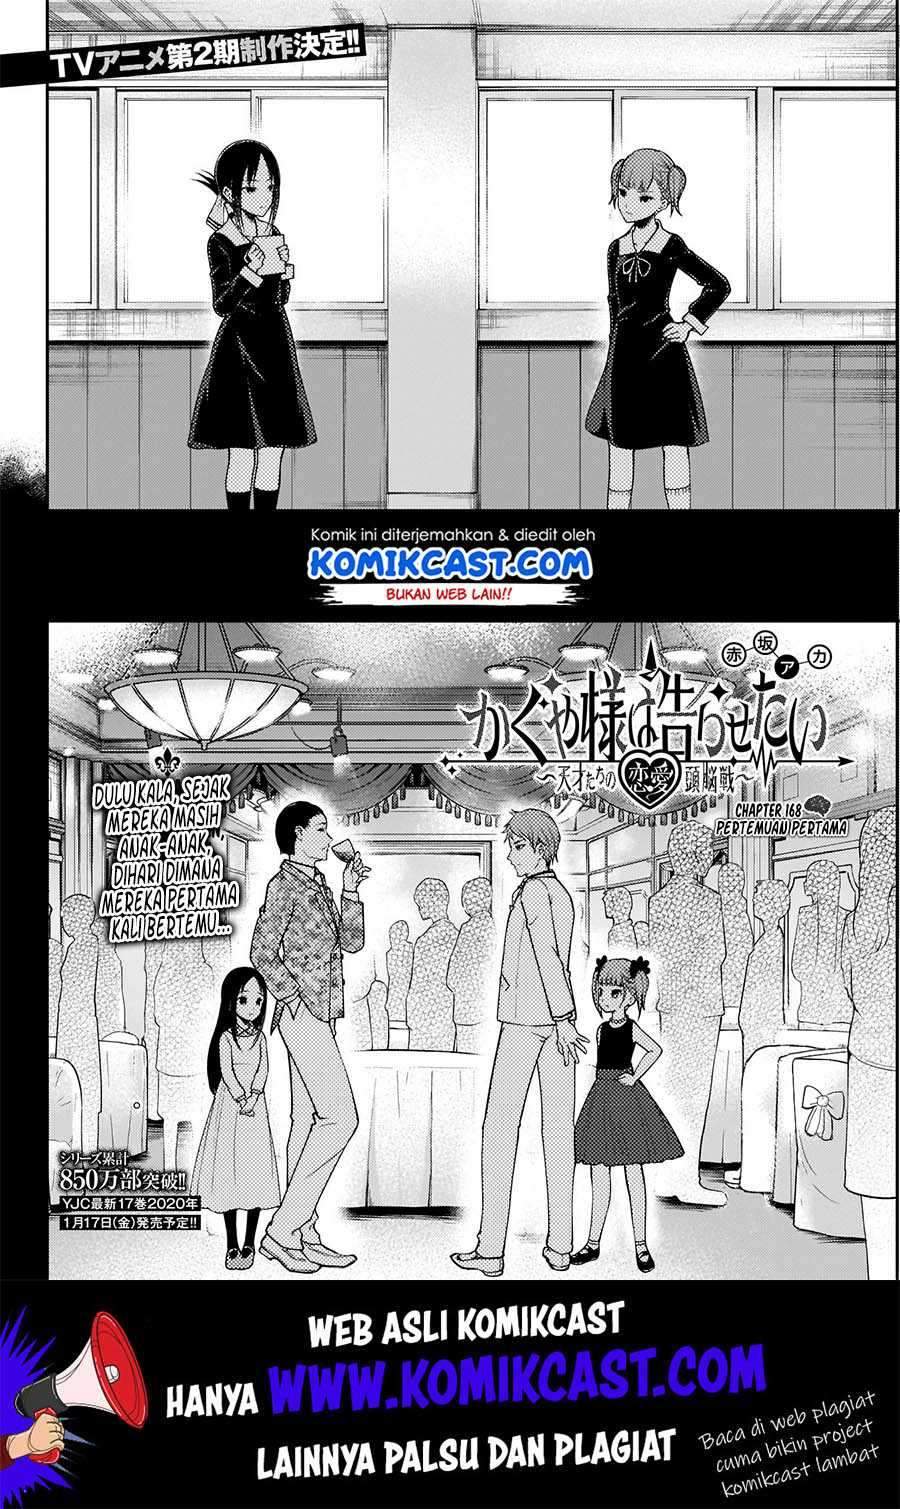 TVアニメ第2期制作決定!!
Komik ini diterjemahkan & diedit oleh
KOMIKCAST.COM
BUKAN WEB LAIN!!
赤坂アカ
かぐや様は告らせたい
～天才たちの恋愛頭脳戦～
CHAPTER 168
PERTEMUAN PERTAMA
DULU KALA, SEJAK
MEREKA MASIH
ANAK-ANAK,
DIHARI DIMANA
MEREKA PERTAMA
KALI BERTEMU...
シリーズ累計
850万部突破!!
YJC最新17巻2020年
1月17日(金)発売予定!!
WEB ASLI KOMIKCAST
HANYA WWW.KOMIKCAST.COM
LAINNYA PALSU DAN PLAGIAT
Baca di web plagiat
cuma bikin project
komikcast lambat